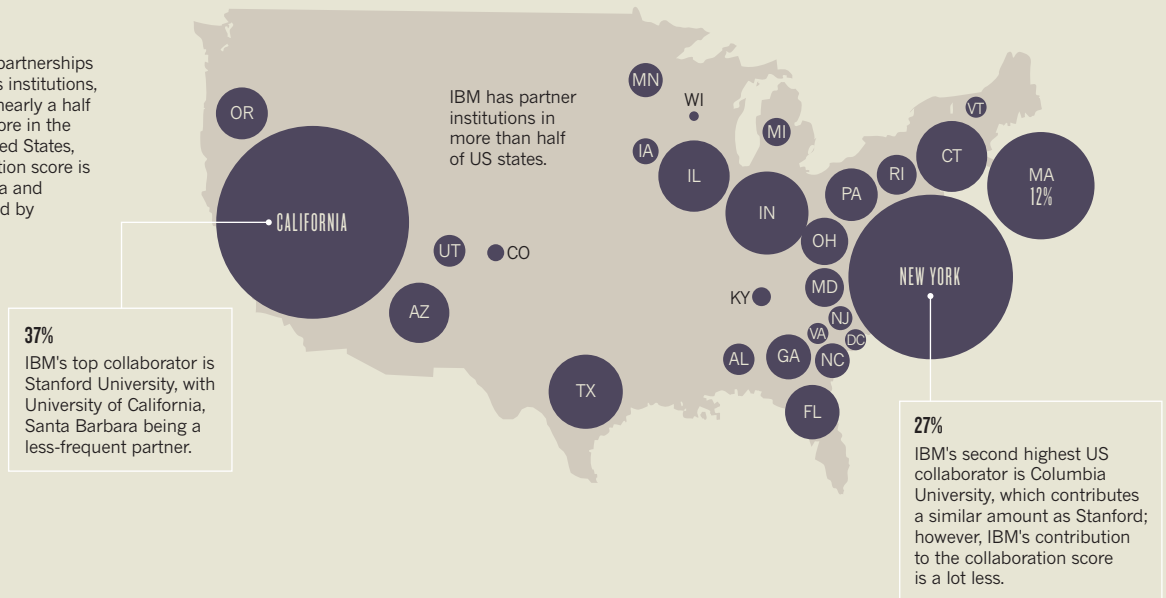 partnerships
institutions,
nearly a half
in the
States,
score is
and
by
IBM has partner
institutions in
more than half
of US states.
OR
MN
WI
VT
MI
IA
IL
CT
MA
12%
RI
PA
IN
OH
CALIFORNIA
UT
CO
NEW YORK
MD
KY
AZ
NJ
VA
DC
AL
GA
NC
TX
FL
37%
IBM's top collaborator is
Stanford University, with
University of California,
Santa Barbara being a
less-frequent partner.
27%
IBM's second highest US
collaborator is Columbia
University, which contributes
a similar amount as Stanford;
however, IBM's contribution
to the collaboration score
is a lot less.